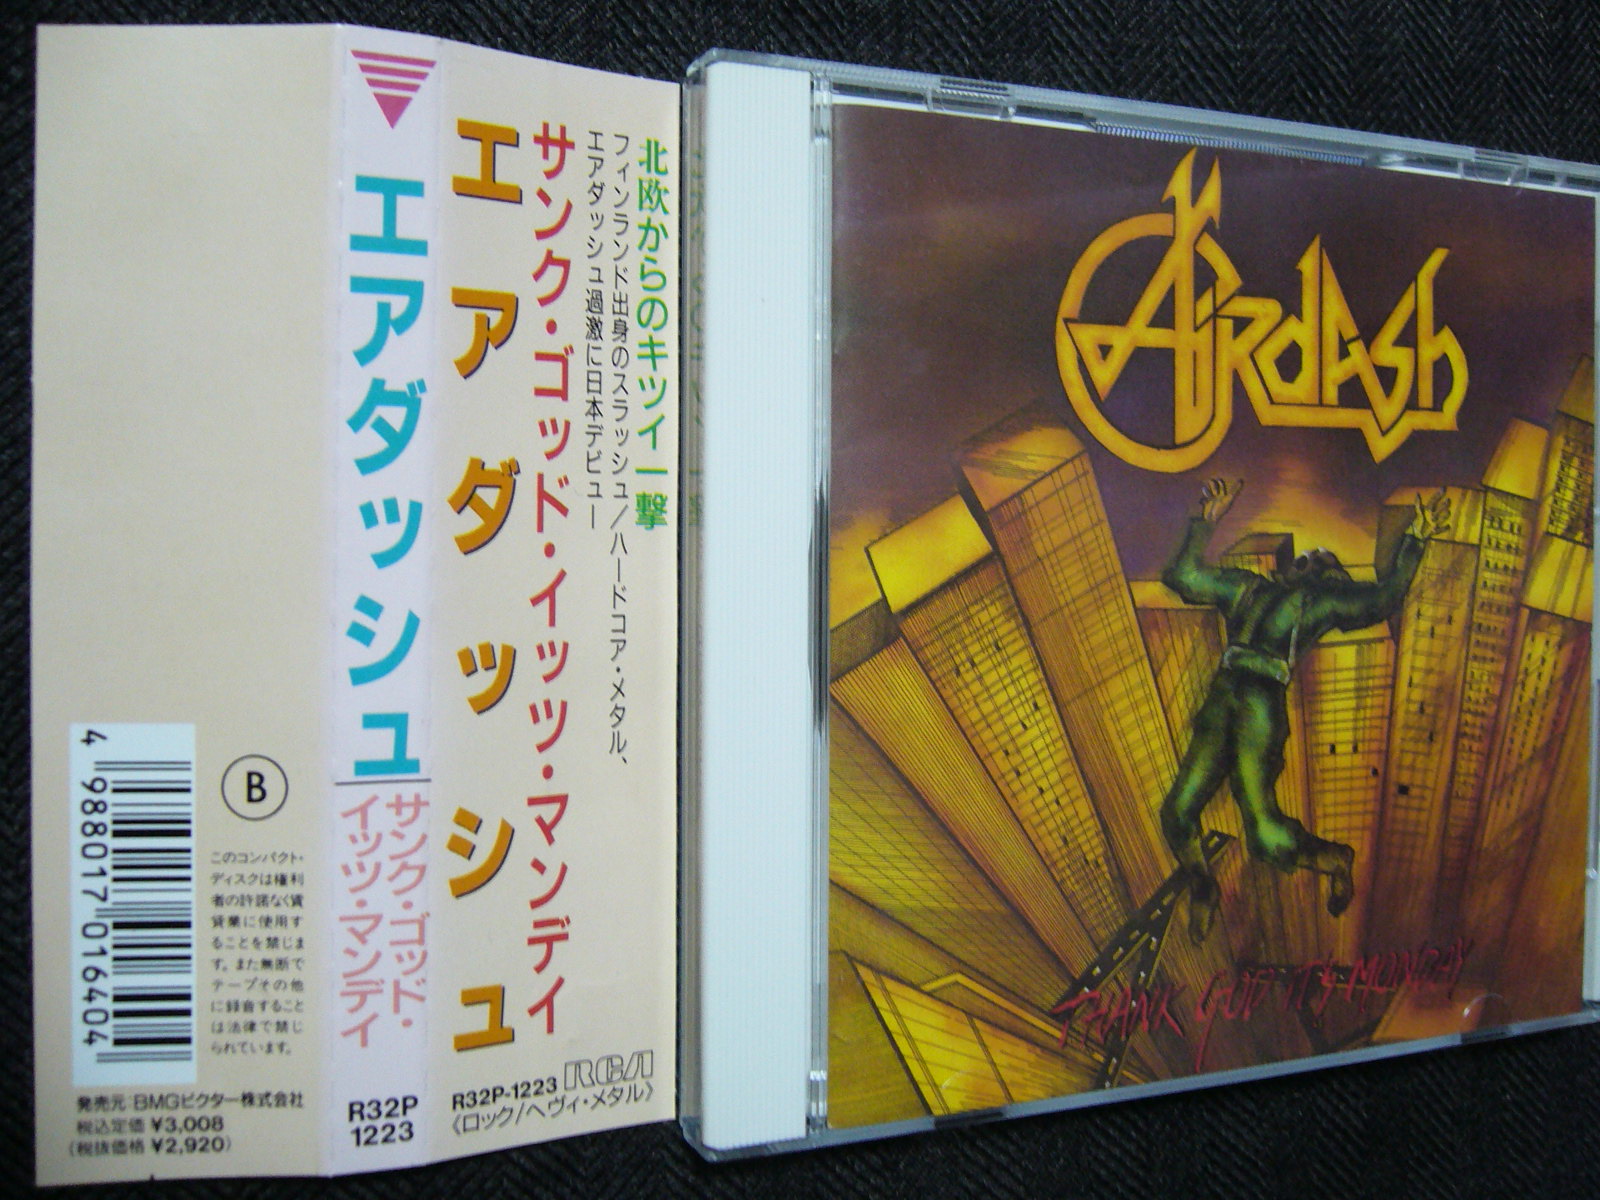 北欧からのキツイ一撃
フィンランド出身のスラッシュ/ハードコア・メタル、
エアダッシュ過激に日本デビュー
サンク・ゴッド・イッツ・マンデイ
エアダッシュ
RCA
R32P-1223
《ロック/ヘヴィ・メタル》
エアダッシュ
サンク・ゴッド・
イッツ・マンデイ
R32P
1223
B
このコンパクト・
ディスクは権利
者の許諾なく賃
貸業に使用す
ることを禁じま
す。また無断で
テープその他
に録音すること
は法律で禁じ
られています。
4 988017 016404
発売元:BMGビクター株式会社
税込定価 ¥3,008
(税抜価格 ¥2,920)
AirdAsh
THANK GOD IT'S MONDAY